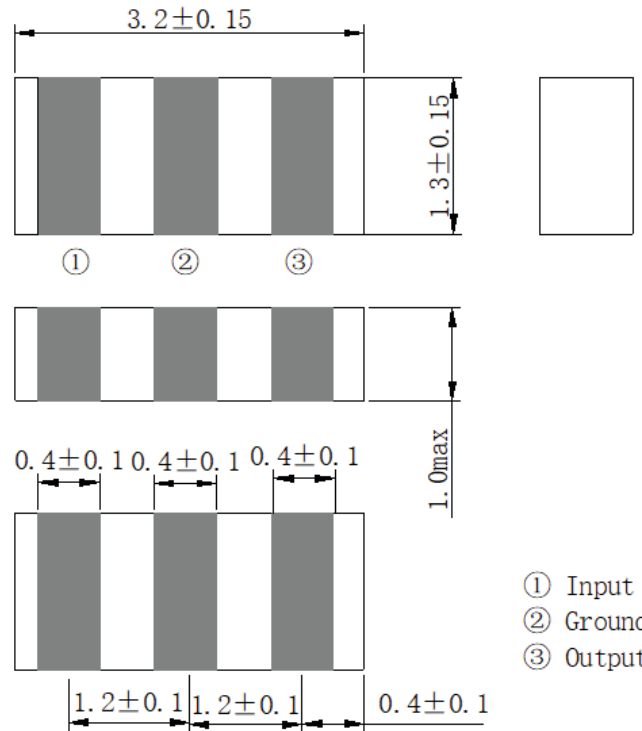 3.2±0.15
1.3±0.15
① ② ③
1.0max
0.4±0.1 0.4±0.1 0.4±0.1
① Input
② Ground
③ Output
1.2±0.1 1.2±0.1 0.4±0.1